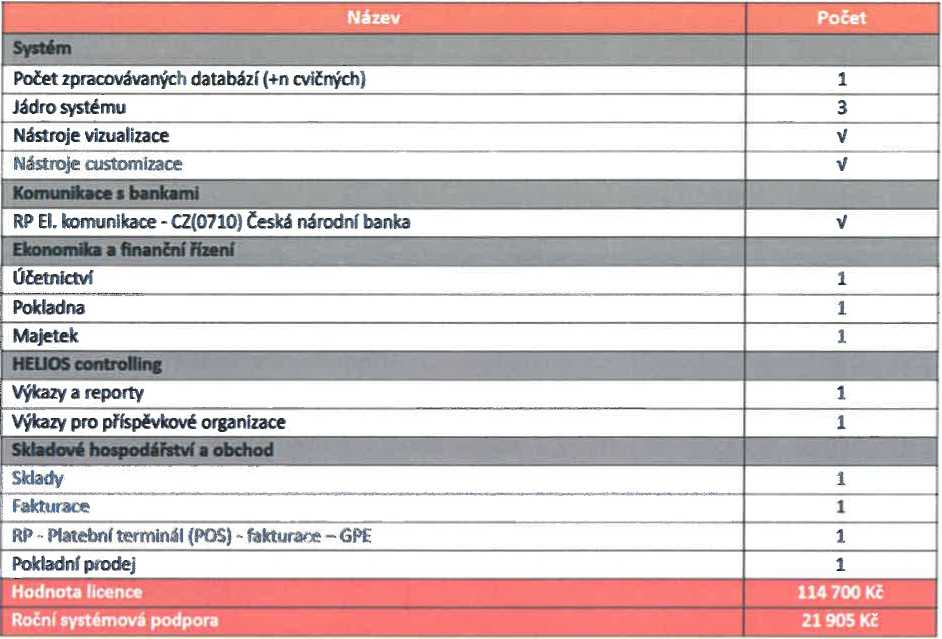 Název Počet
Systém
Počet zpracovávaných databází (+n cvičných) 1
Jádro systému 3
Nástroje vizualizace √
Nástroje customizace √
Komunikace s bankami
RP El. komunikace - CZ(0710) Česká národní banka √
Ekonomika a finanční řízení
Účetnictví 1
Pokladna 1
Majetek 1
HELIOS controlling
Výkazy a reporty 1
Výkazy pro příspěvkové organizace 1
Skladové hospodářství a obchod
Sklady 1
Fakturace 1
RP - Platební terminál (POS) - fakturace – GPE 1
Pokladní prodej 1
Hodnota licence 114 700 Kč
Roční systémová podpora 21 905 Kč